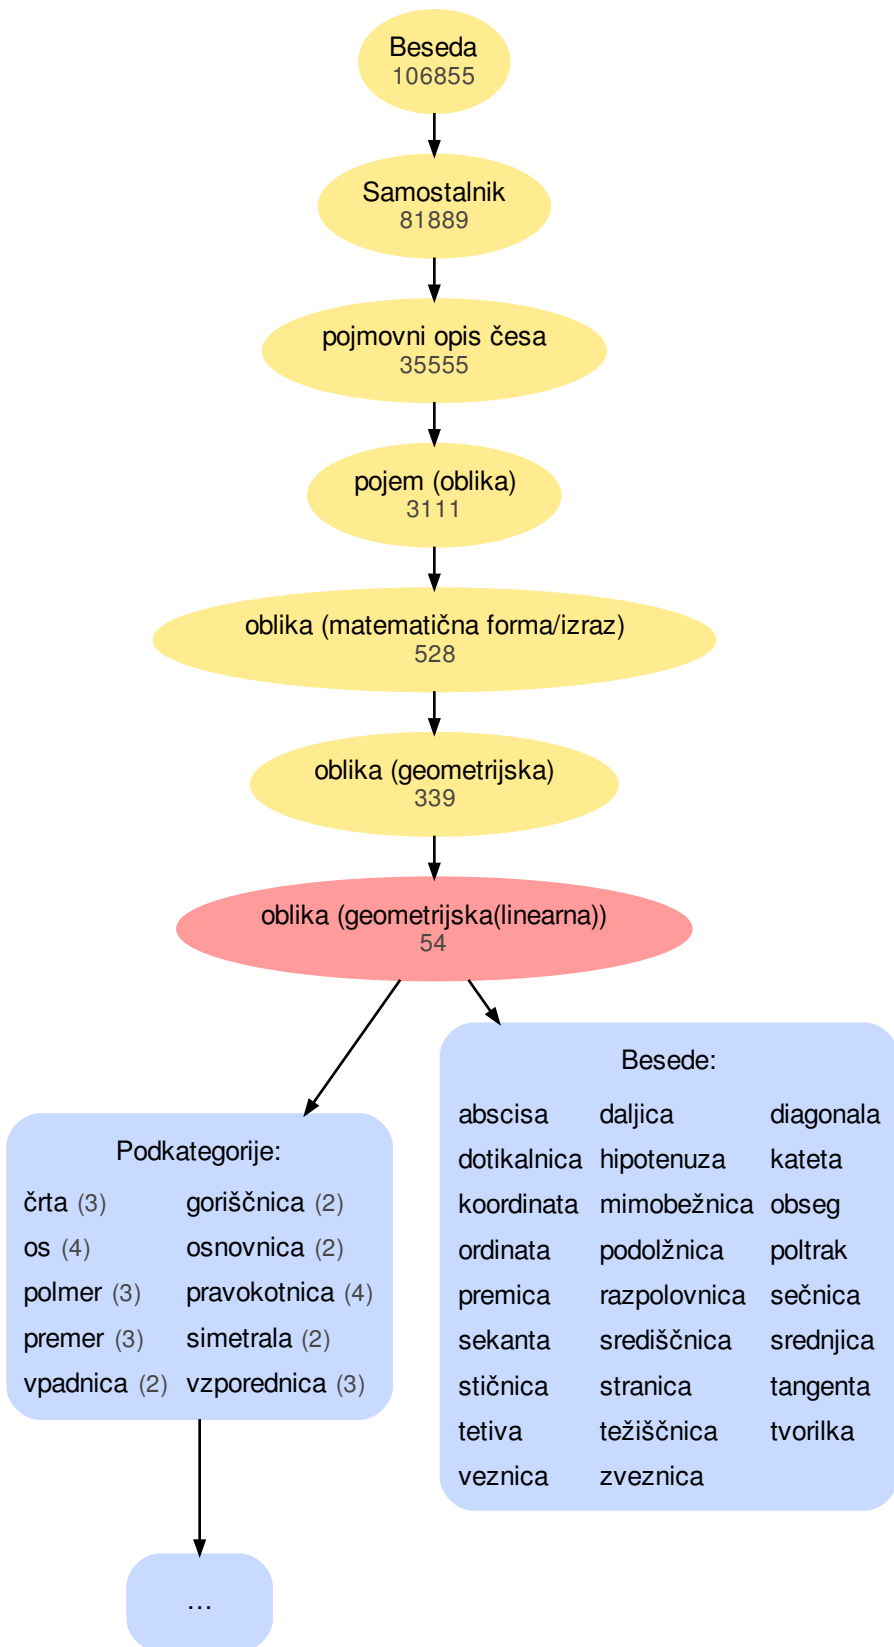 Beseda
106855
Samostalnik
81889
pojmovni opis česa
35555
pojem (oblika)
3111
oblika (matematična forma/izraz)
528
oblika (geometrijska)
339
oblika (geometrijska(linearna))
54
Podkategorije:
črta (3) goriščnica (2)
os (4) osnovnica (2)
polmer (3) pravokotnica (4)
premer (3) simetrala (2)
vpadnica (2) vzporednica (3)
...
Besede:
abscisa daljica diagonala
dotikalnica hipotenuza kateta
koordinata mimobežnica obseg
ordinata podolžnica poltrak
premica razpolovnica sečnica
sekanta središčnica srednjica
stičnica stranica tangenta
tetiva težiščnica tvorilka
veznica zveznica